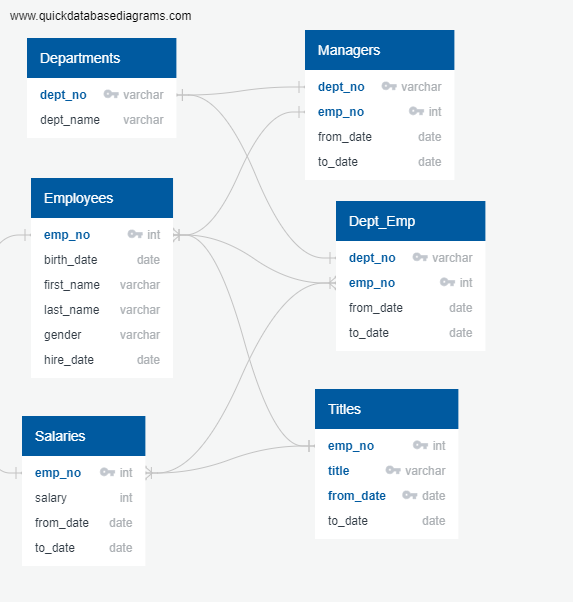 www.quickdatabasediagrams.com
Departments
dept_no varchar
dept_name varchar
Managers
dept_no varchar
emp_no int
from_date date
to_date date
Employees
emp_no int
birth_date date
first_name varchar
last_name varchar
gender varchar
hire_date date
Dept_Emp
dept_no varchar
emp_no int
from_date date
to_date date
Salaries
emp_no int
salary int
from_date date
to_date date
Titles
emp_no int
title varchar
from_date date
to_date date